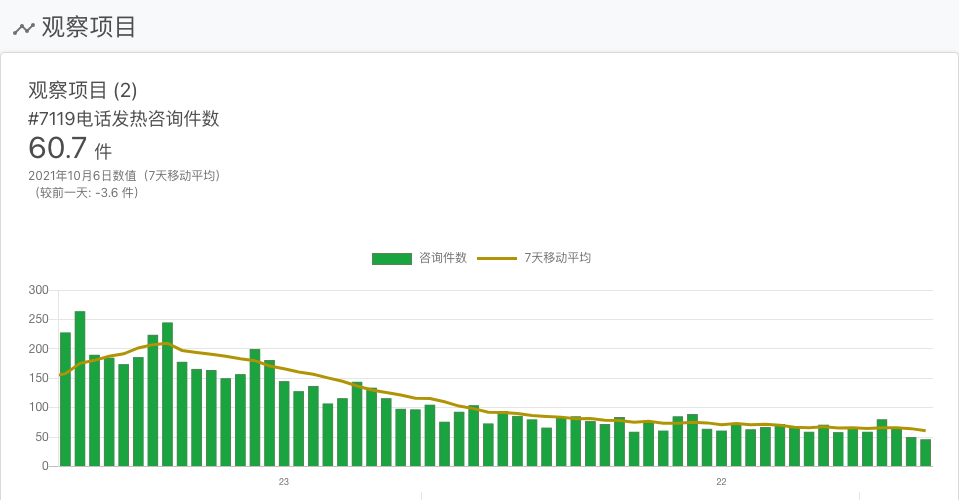 观察项目
观察项目 (2)
#7119电话发热咨询件数
60.7 件
2021年10月6日数值（7天移动平均）
（较前一天: -3.6 件）
咨询件数 7天移动平均
300
250
200
150
100
50
0
23 22